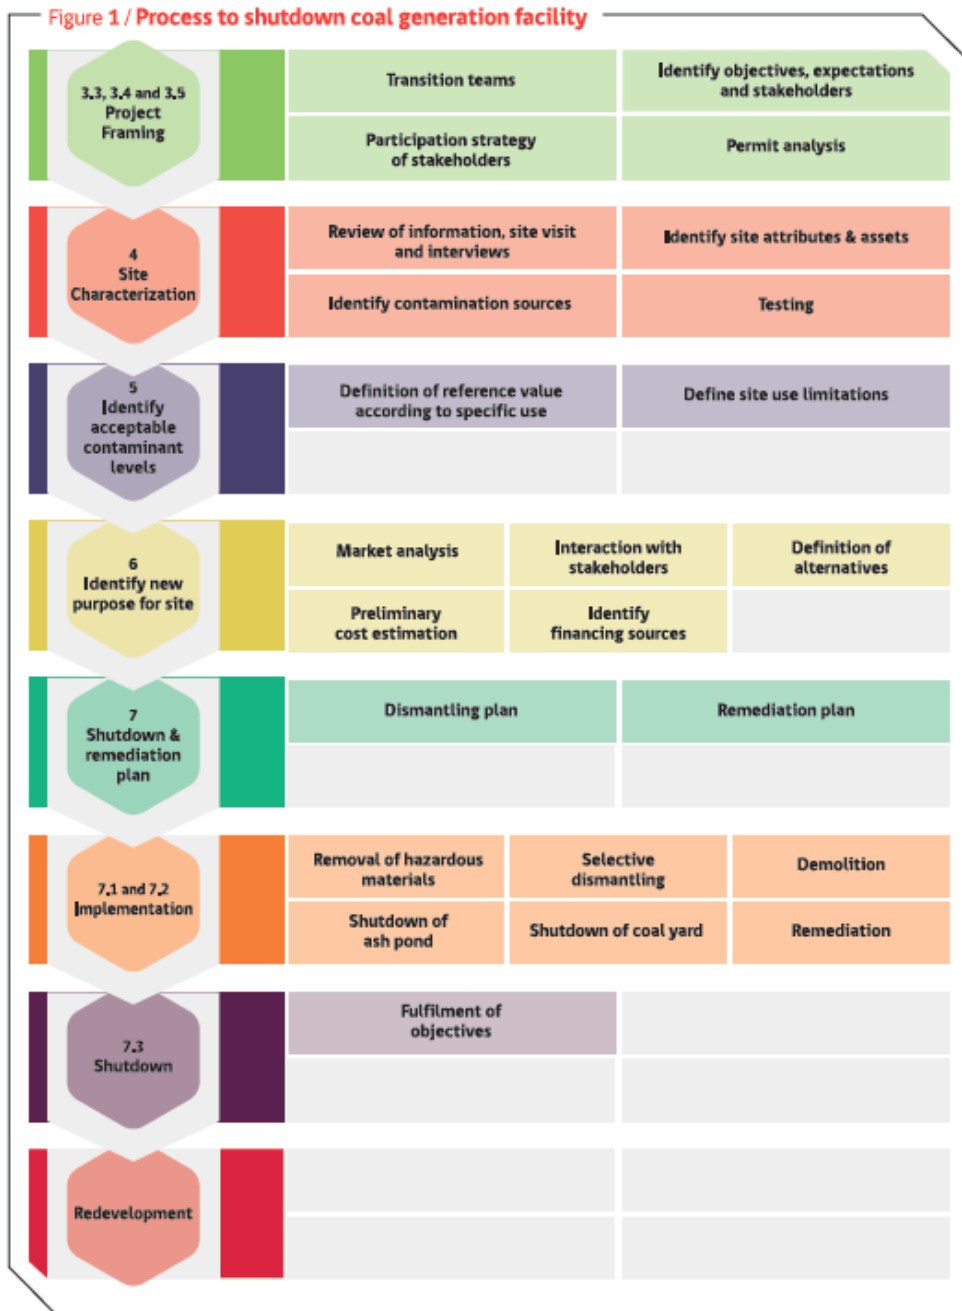 Figure 1 / Process to shutdown coal generation facility
3.3, 3.4 and 3.5
Project
Framing
Transition teams
Identify objectives, expectations
and stakeholders
Participation strategy
of stakeholders
Permit analysis
4
Site
Characterization
Review of information, site visit
and interviews
Identify site attributes & assets
Identify contamination sources
Testing
5
Identify
acceptable
contaminant
levels
Definition of reference value
according to specific use
Define site use limitations
6
Identify new
purpose for site
Market analysis
Interaction with
stakeholders
Definition of
alternatives
Preliminary
cost estimation
Identify
financing sources
7
Shutdown &
remediation
plan
Dismantling plan
Remediation plan
7.1 and 7.2
Implementation
Removal of hazardous
materials
Selective
dismantling
Demolition
Shutdown of
ash pond
Shutdown of coal yard
Remediation
7.3
Shutdown
Fulfilment of
objectives
Redevelopment